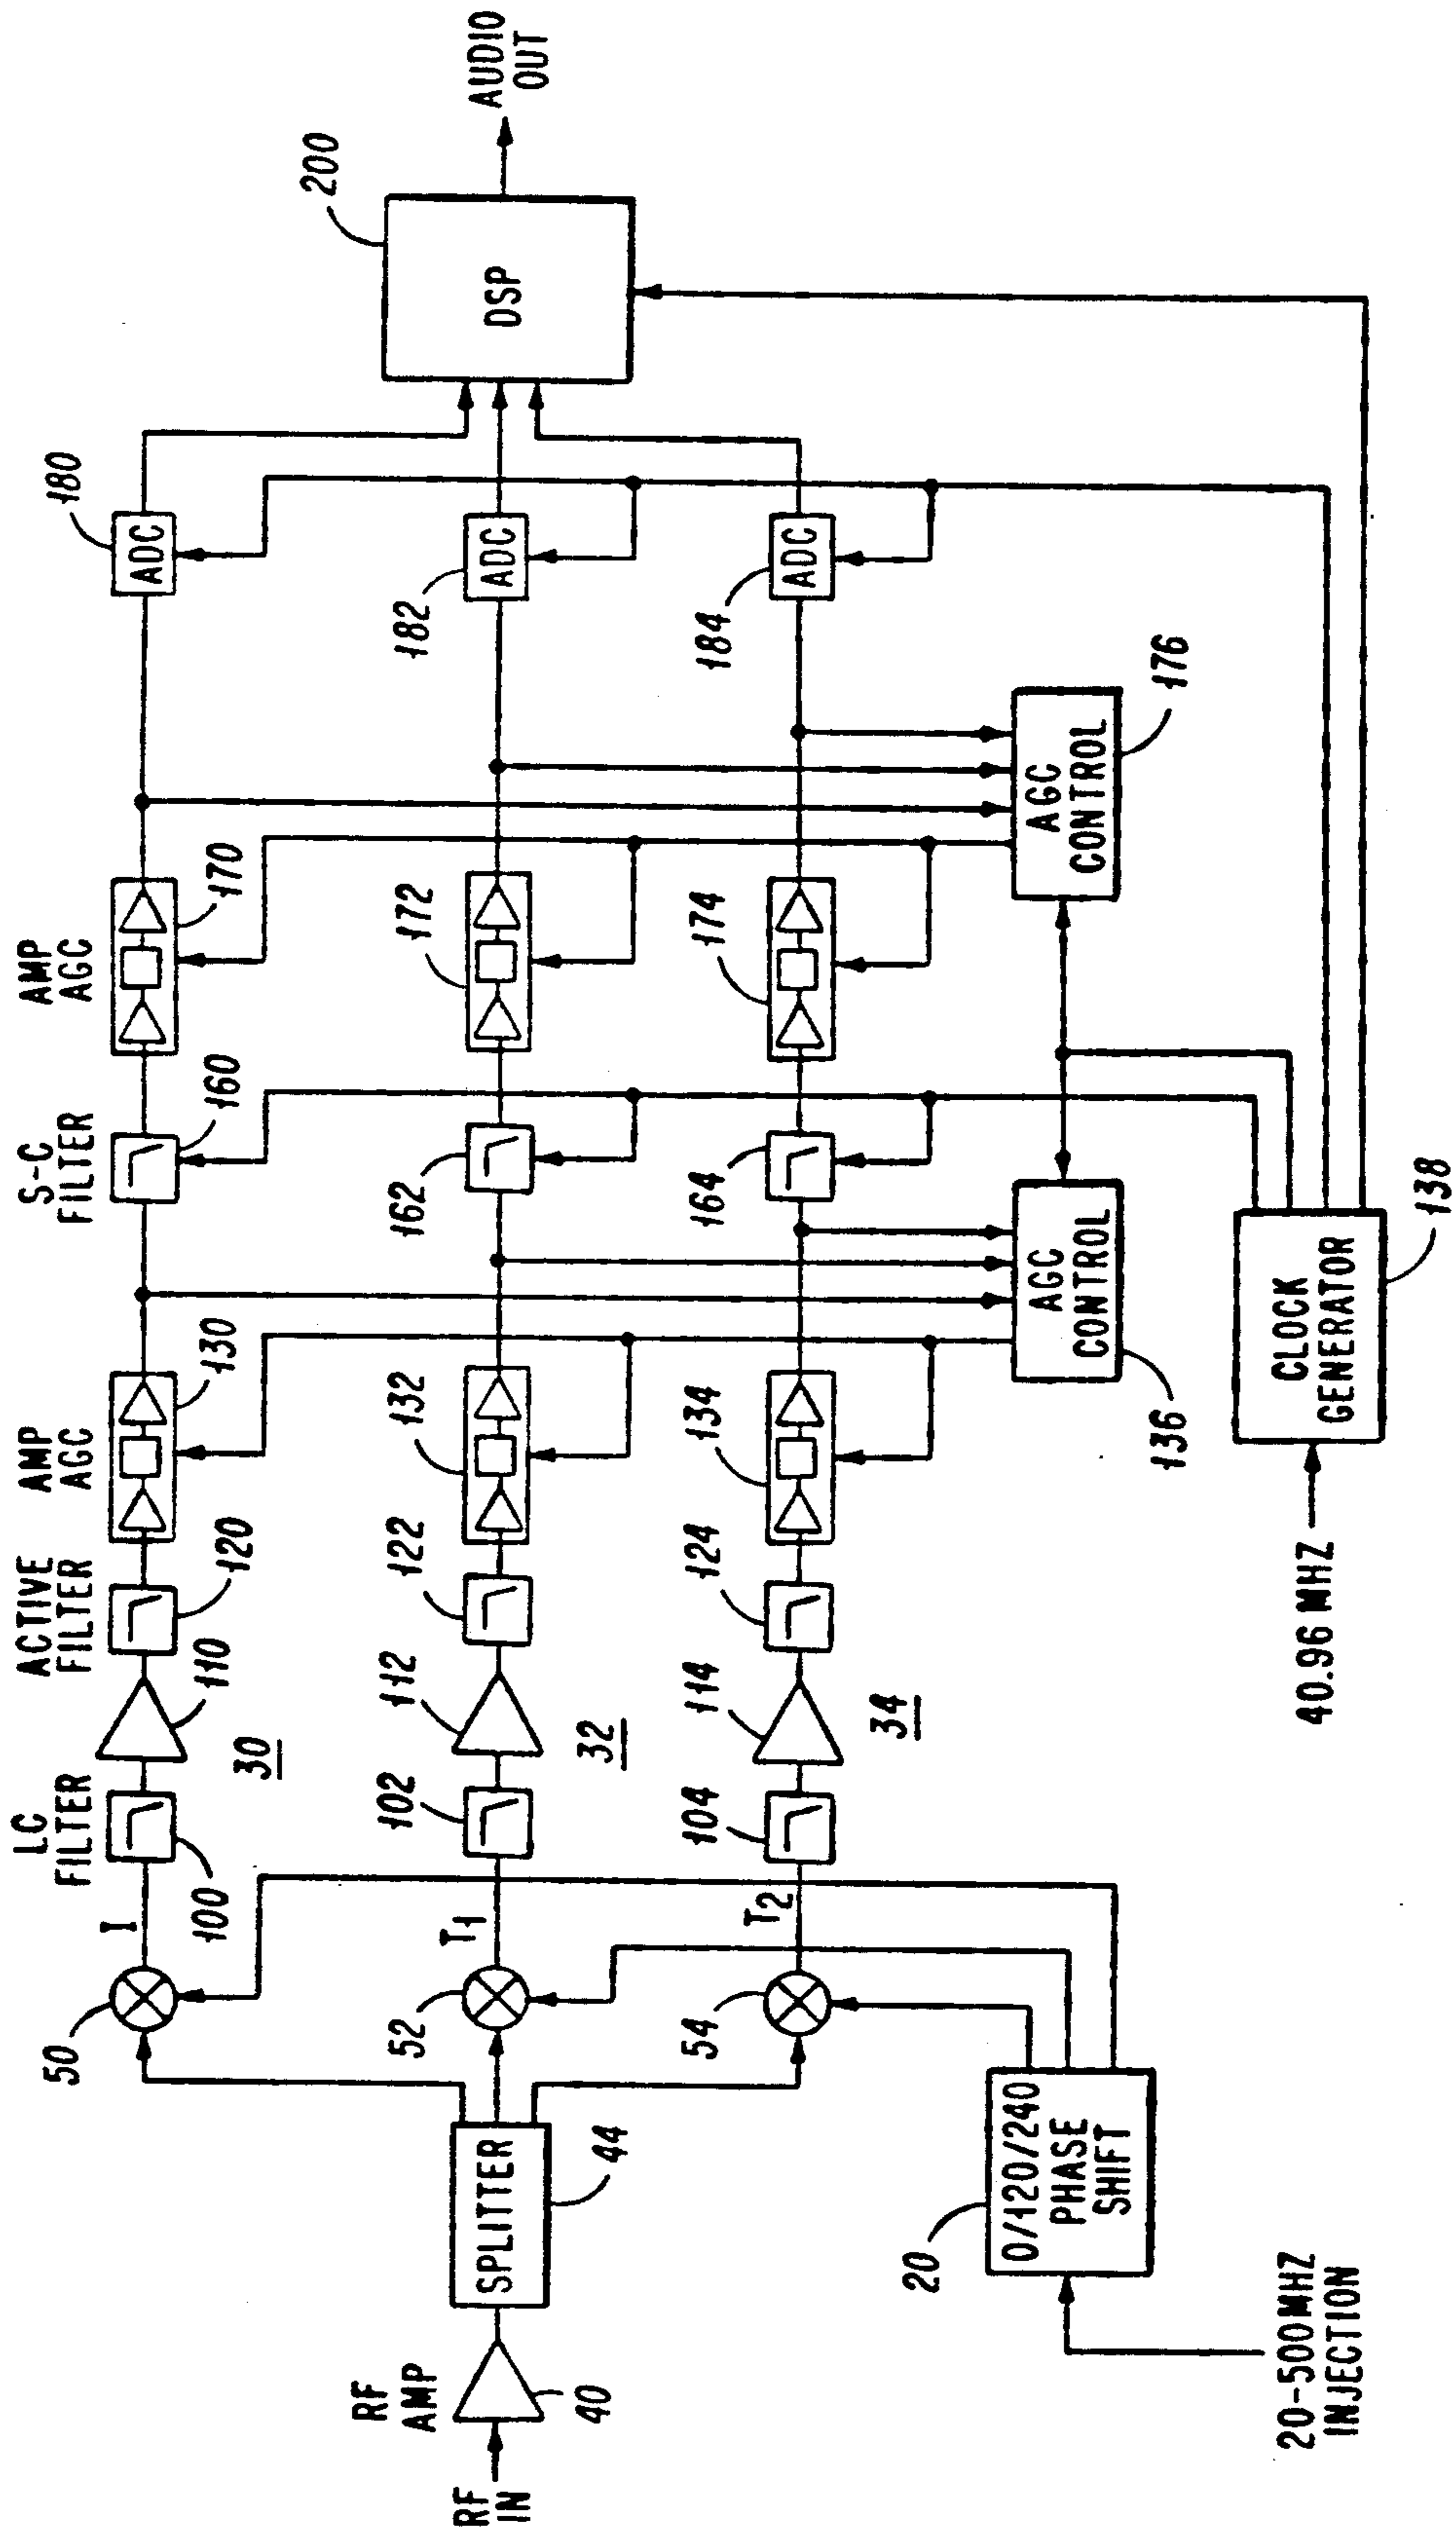 LC
FILTER
ACTIVE
FILTER
AMP
AGC
S-C
FILTER
AMP
AGC
50
I
100
30
110
120
130
160
170
180
RF
IN
RF
AMP
40
SPLITTER
44
52
T1
102
112
32
122
132
162
172
182
ADC
ADC
ADC
DSP
200
AUDIO
OUT
54
T2
104
114
34
124
134
164
174
184
20
0/120/240
PHASE
SHIFT
20-500MHZ
INJECTION
AGC
CONTROL
136
AGC
CONTROL
176
40.96 MHZ
CLOCK
GENERATOR
138